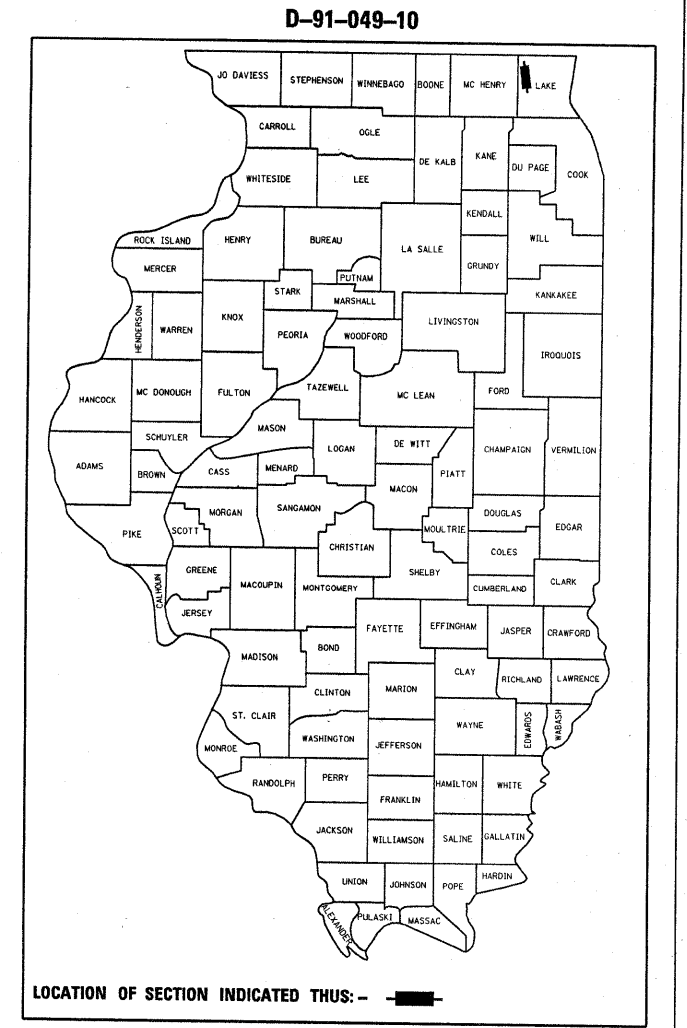 D-91-049-10
JO DAVIESS
STEPHENSON
WINNEBAGO
BOONE
MC HENRY
LAKE
CARROLL
OGLE
DE KALB
KANE
DU PAGE
COOK
WHITESIDE
LEE
KENDALL
ROCK ISLAND
HENRY
BUREAU
LA SALLE
WILL
GRUNDY
MERCER
PUTNAM
STARK
MARSHALL
KANKAKEE
HENDERSON
WARREN
KNOX
PEORIA
WOODFORD
LIVINGSTON
IROQUOIS
HANCOCK
MC DONOUGH
FULTON
TAZEWELL
MC LEAN
FORD
MASON
SCHUYLER
LOGAN
DE WITT
CHAMPAIGN
VERMILION
ADAMS
BROWN
CASS
MENARD
MACON
PIATT
PIKE
SCOTT
MORGAN
SANGAMON
CHRISTIAN
MOULTRIE
DOUGLAS
EDGAR
COLES
CALHOUN
GREENE
MACOUPIN
MONTGOMERY
SHELBY
CUMBERLAND
CLARK
JERSEY
FAYETTE
EFFINGHAM
JASPER
CRAWFORD
MADISON
BOND
CLAY
RICHLAND
LAWRENCE
CLINTON
MARION
ST. CLAIR
WAYNE
EDWARDS
WABASH
MONROE
WASHINGTON
JEFFERSON
RANDOLPH
PERRY
HAMILTON
WHITE
FRANKLIN
JACKSON
WILLIAMSON
SALINE
GALLATIN
UNION
JOHNSON
POPE
HARDIN
ALEXANDER
PULASKI
MASSAC
LOCATION OF SECTION INDICATED THUS: -